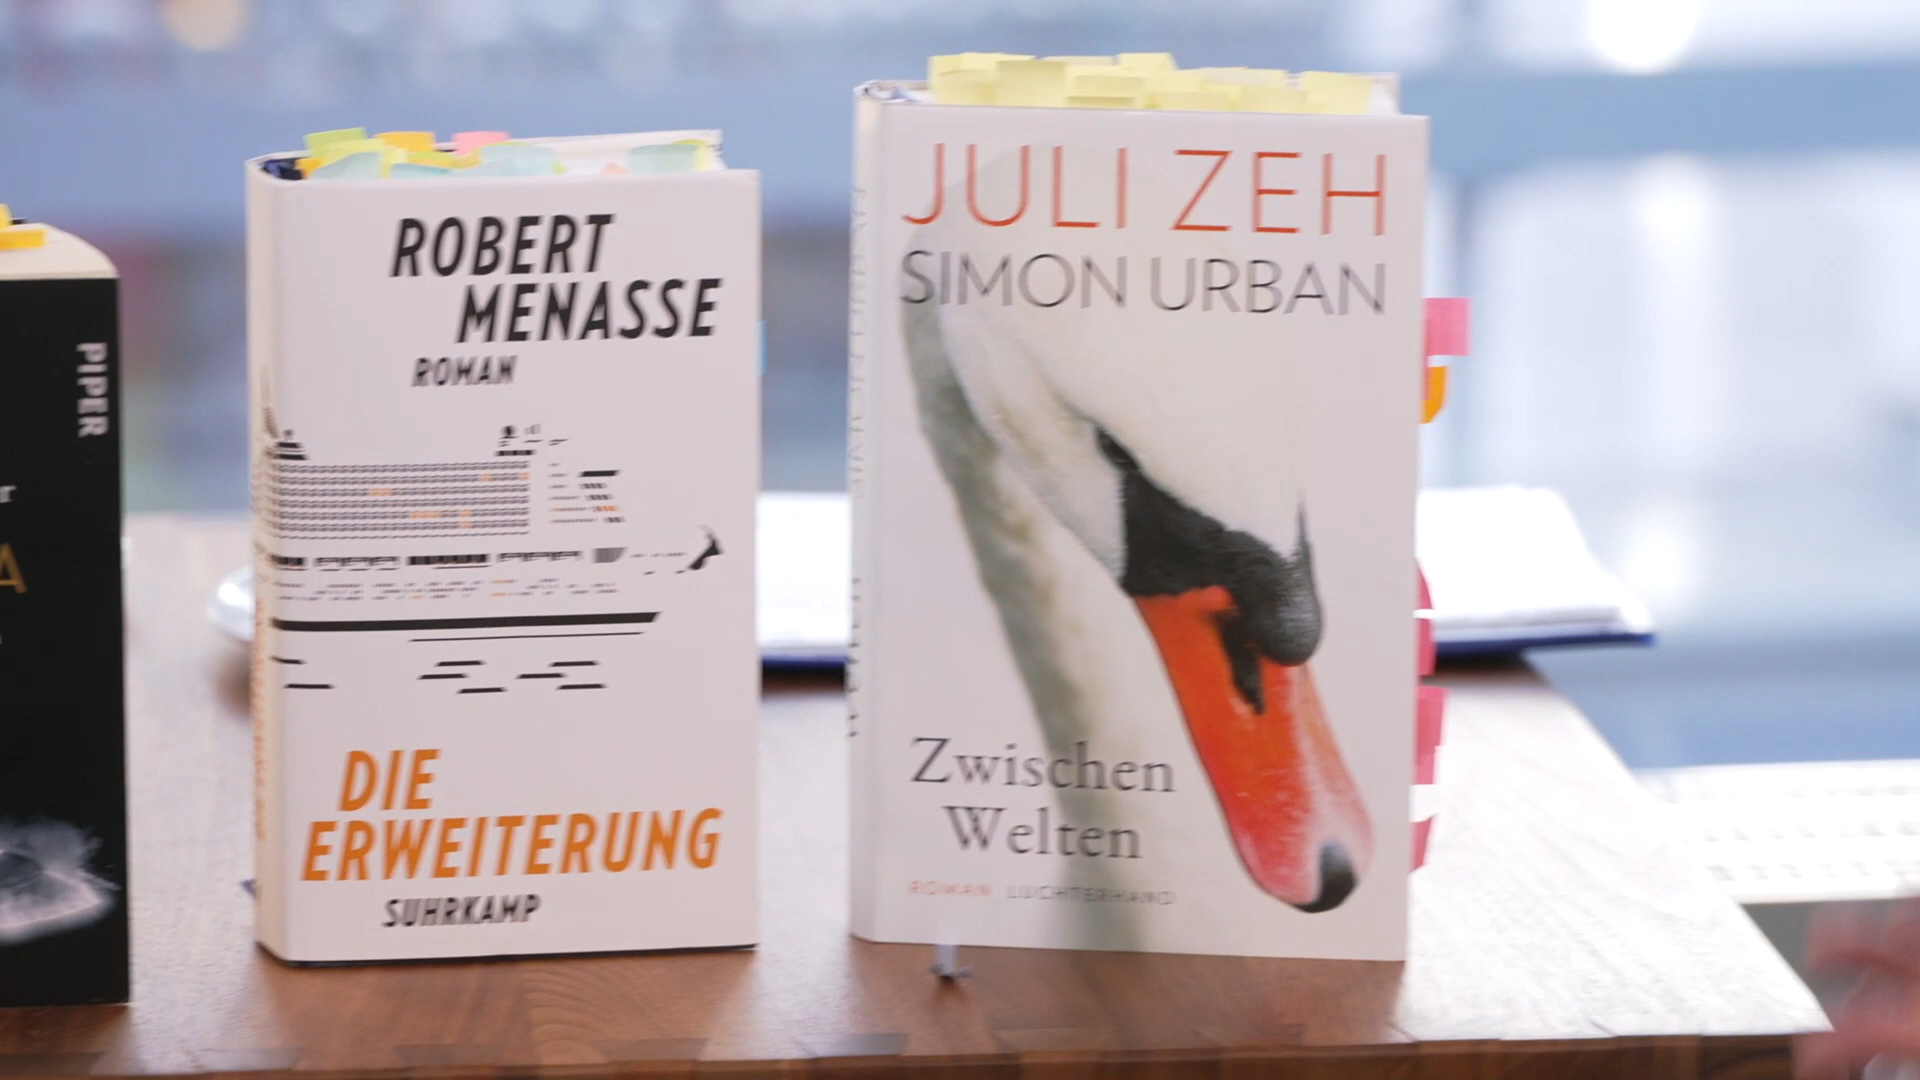 PIPER
r
A
ROBERT
MENASSE
ROMAN
DIE
ERWEITERUNG
SUHRKAMP
JULI ZEH
SIMON URBAN
Zwischen
Welten
ROMAN LUCHTERHAND